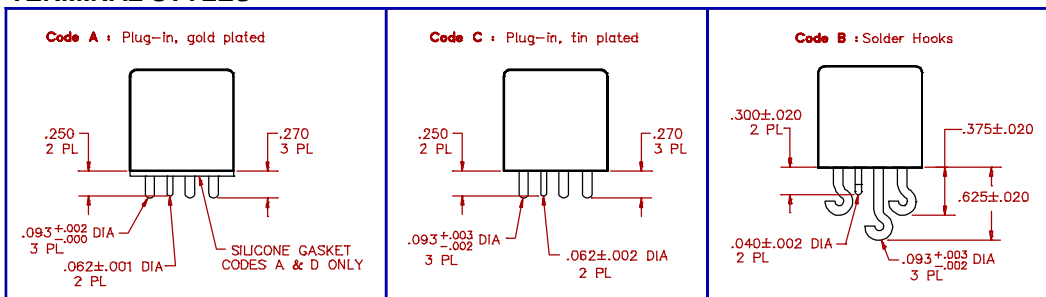 TERMINAL STYLES
Code A : Plug-in, gold plated
.250
2 PL
.270
3 PL
.093+.002-.000 DIA
3 PL
.062±.001 DIA
2 PL
SILICONE GASKET
CODES A & D ONLY
Code C : Plug-in, tin plated
.250
2 PL
.270
3 PL
.093+.003-.002 DIA
3 PL
.062±.002 DIA
2 PL
Code B : Solder Hooks
.300±.020
2 PL
.375±.020
.625±.020
.040±.002 DIA
2 PL
.093+.003-.002 DIA
3 PL